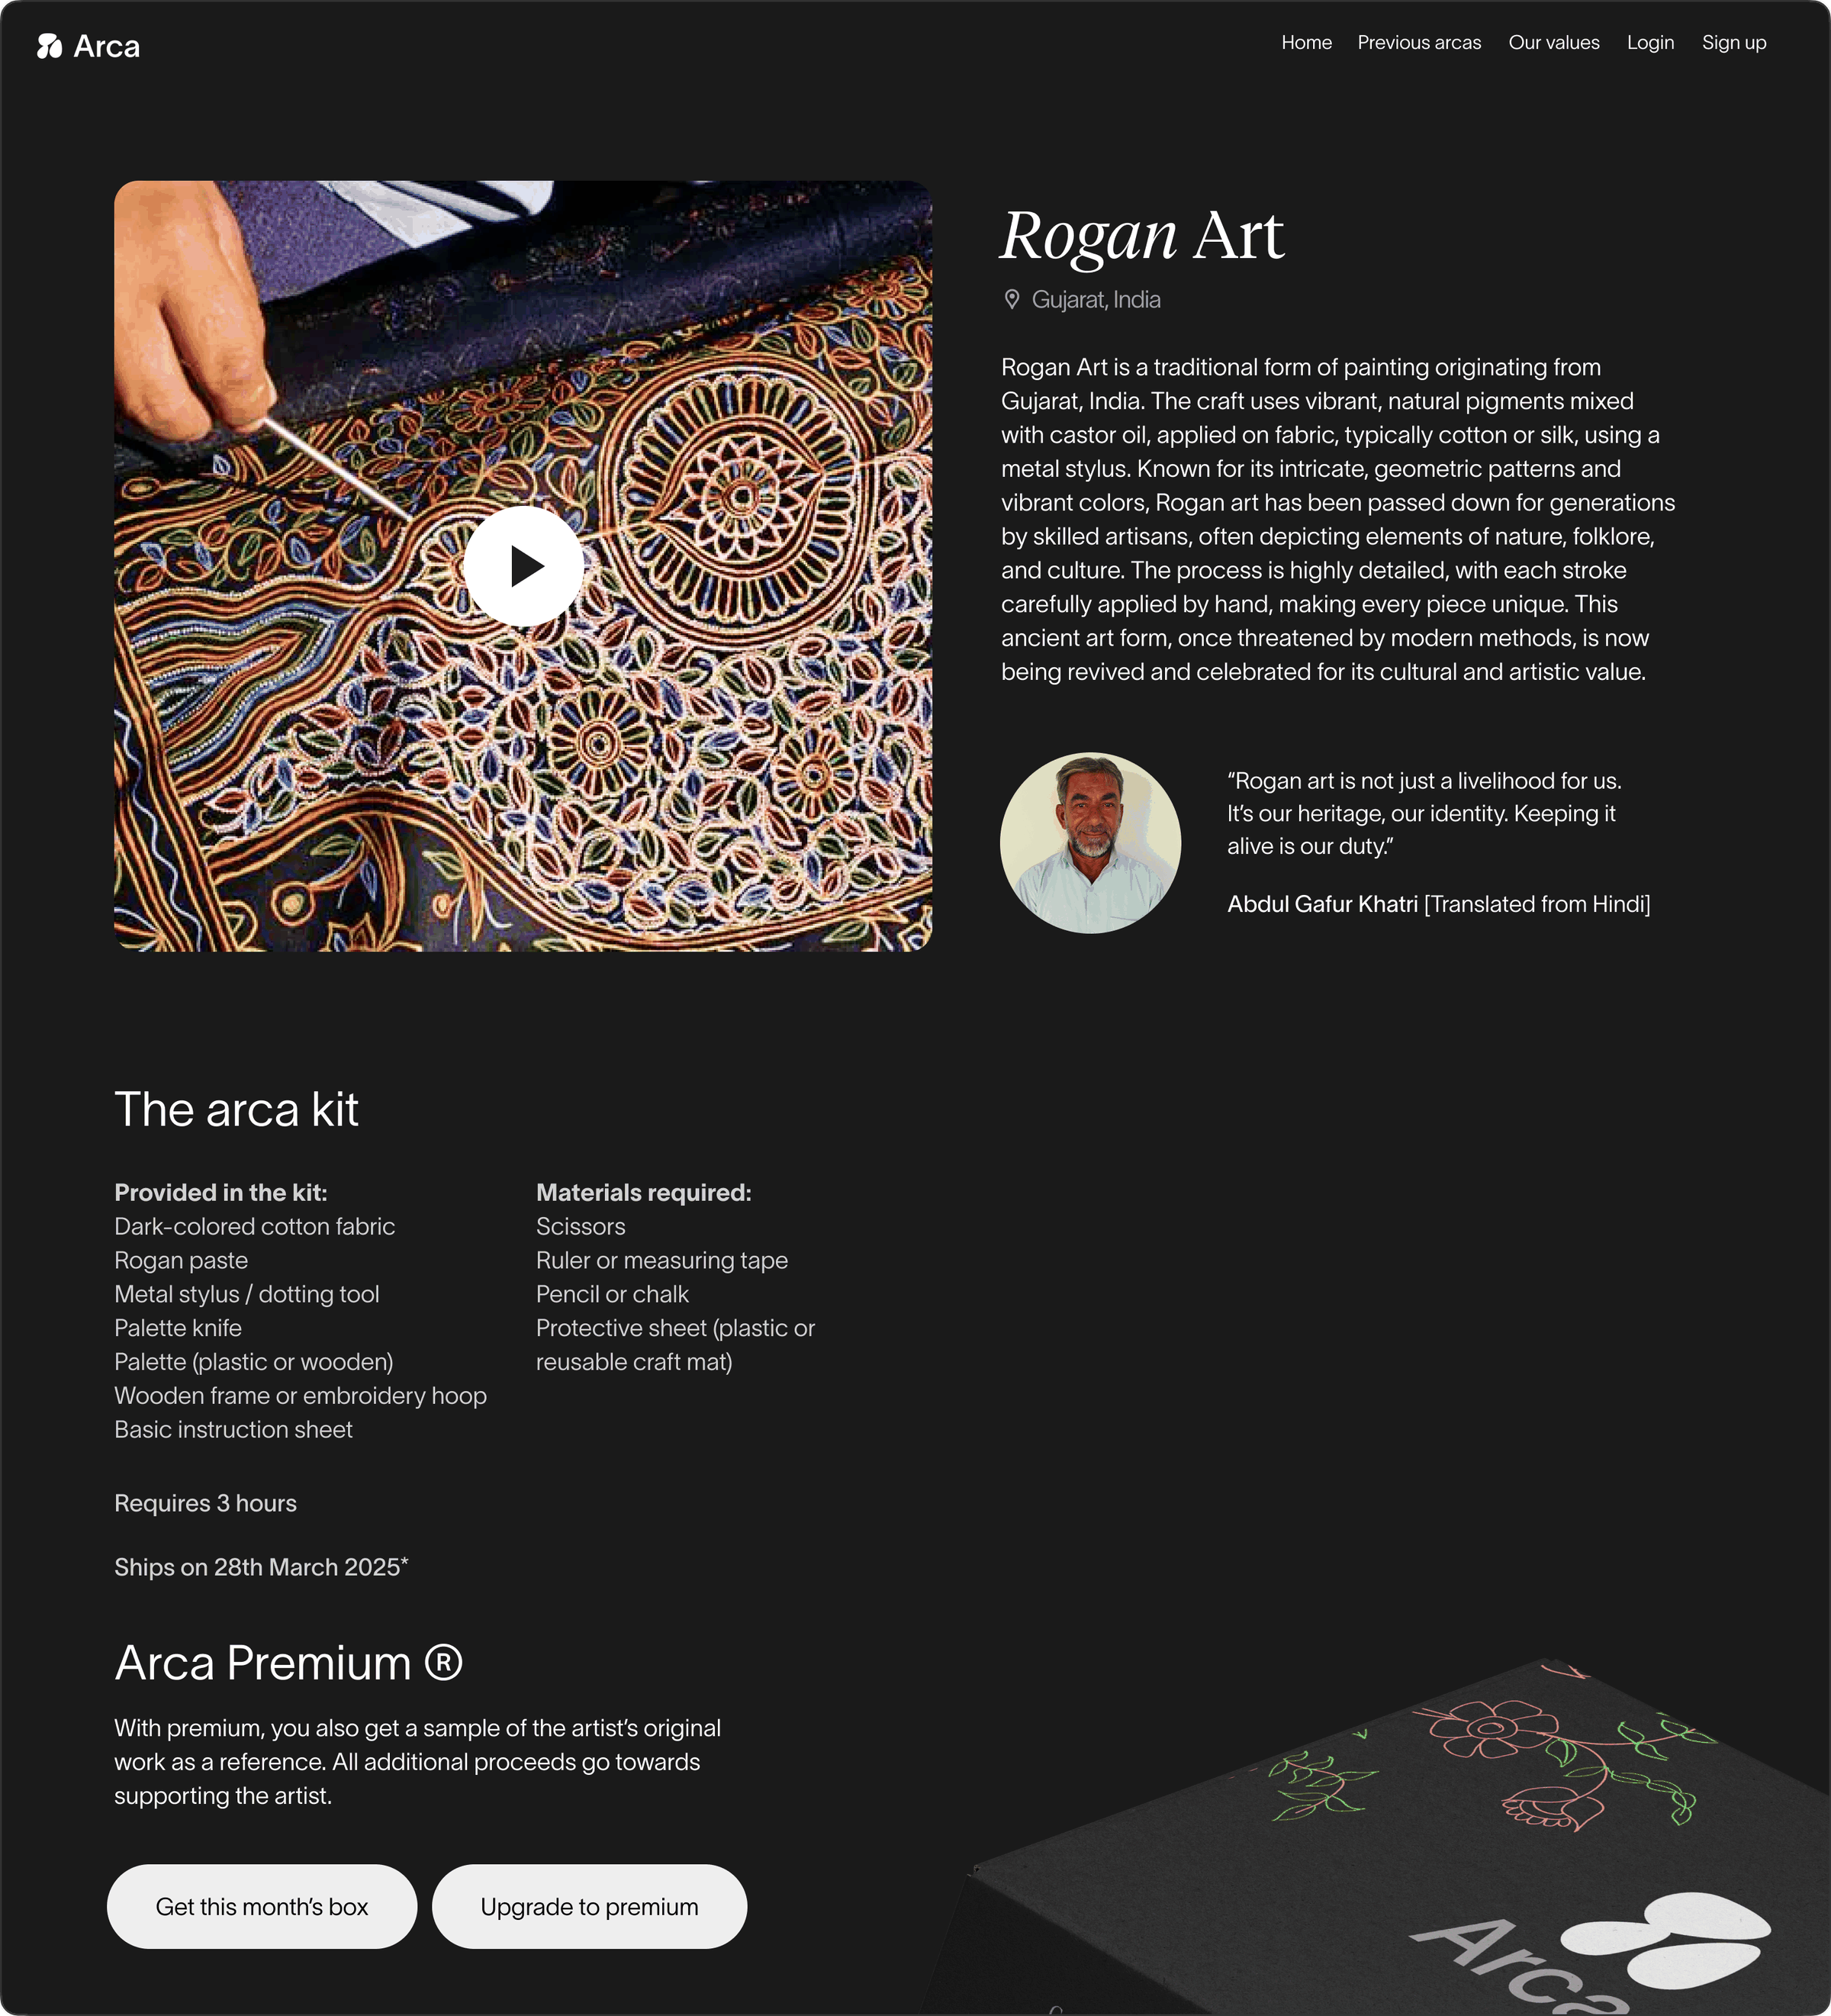 Arca
Home Previous arcas Our values Login Sign up
Rogan Art
Gujarat, India
Rogan Art is a traditional form of painting originating from
Gujarat, India. The craft uses vibrant, natural pigments mixed
with castor oil, applied on fabric, typically cotton or silk, using a
metal stylus. Known for its intricate, geometric patterns and
vibrant colors, Rogan art has been passed down for generations
by skilled artisans, often depicting elements of nature, folklore,
and culture. The process is highly detailed, with each stroke
carefully applied by hand, making every piece unique. This
ancient art form, once threatened by modern methods, is now
being revived and celebrated for its cultural and artistic value.
“Rogan art is not just a livelihood for us.
It’s our heritage, our identity. Keeping it
alive is our duty.”
Abdul Gafur Khatri [Translated from Hindi]
The arca kit
Provided in the kit:
Dark-colored cotton fabric
Rogan paste
Metal stylus / dotting tool
Palette knife
Palette (plastic or wooden)
Wooden frame or embroidery hoop
Basic instruction sheet
Materials required:
Scissors
Ruler or measuring tape
Pencil or chalk
Protective sheet (plastic or
reusable craft mat)
Requires 3 hours
Ships on 28th March 2025*
Arca Premium ®
With premium, you also get a sample of the artist’s original
work as a reference. All additional proceeds go towards
supporting the artist.
Get this month’s box
Upgrade to premium
Arca